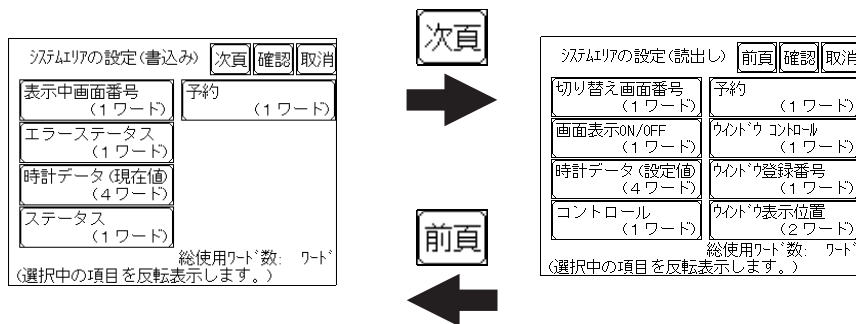 システムエリアの設定(書込み) 次頁 確認 取消
表示中画面番号
(1ワード)
予約
(1ワード)
エラーステータス
(1ワード)
時計データ(現在値)
(4ワード)
ステータス
(1ワード)
総使用ワード数: ワード
(選択中の項目を反転表示します。)
次頁
前頁
システムエリアの設定(読出し) 前頁 確認 取消
切り替え画面番号
(1ワード)
予約
(1ワード)
画面表示ON/OFF
(1ワード)
ウインドウ コントロール
(1ワード)
時計データ(設定値)
(4ワード)
ウインドウ登録番号
(1ワード)
コントロール
(1ワード)
ウインドウ表示位置
(2ワード)
総使用ワード数: ワード
(選択中の項目を反転表示します。)